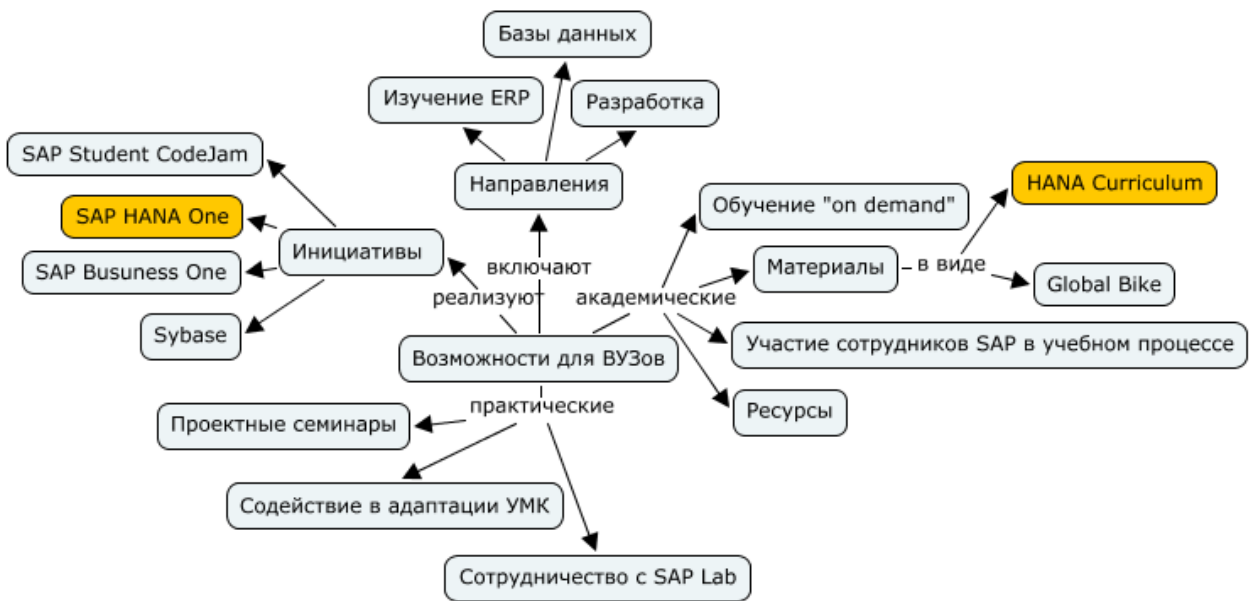 Базы данных
Изучение ERP
Разработка
SAP Student CodeJam
Направления
HANA Curriculum
SAP HANA One
Обучение "on demand"
Инициативы
SAP Busuness One
включают
Материалы
в виде
Global Bike
реализуют
академические
Sybase
Участие сотрудников SAP в учебном процессе
Возможности для ВУЗов
практические
Ресурсы
Проектные семинары
Содействие в адаптации УМК
Сотрудничество с SAP Lab